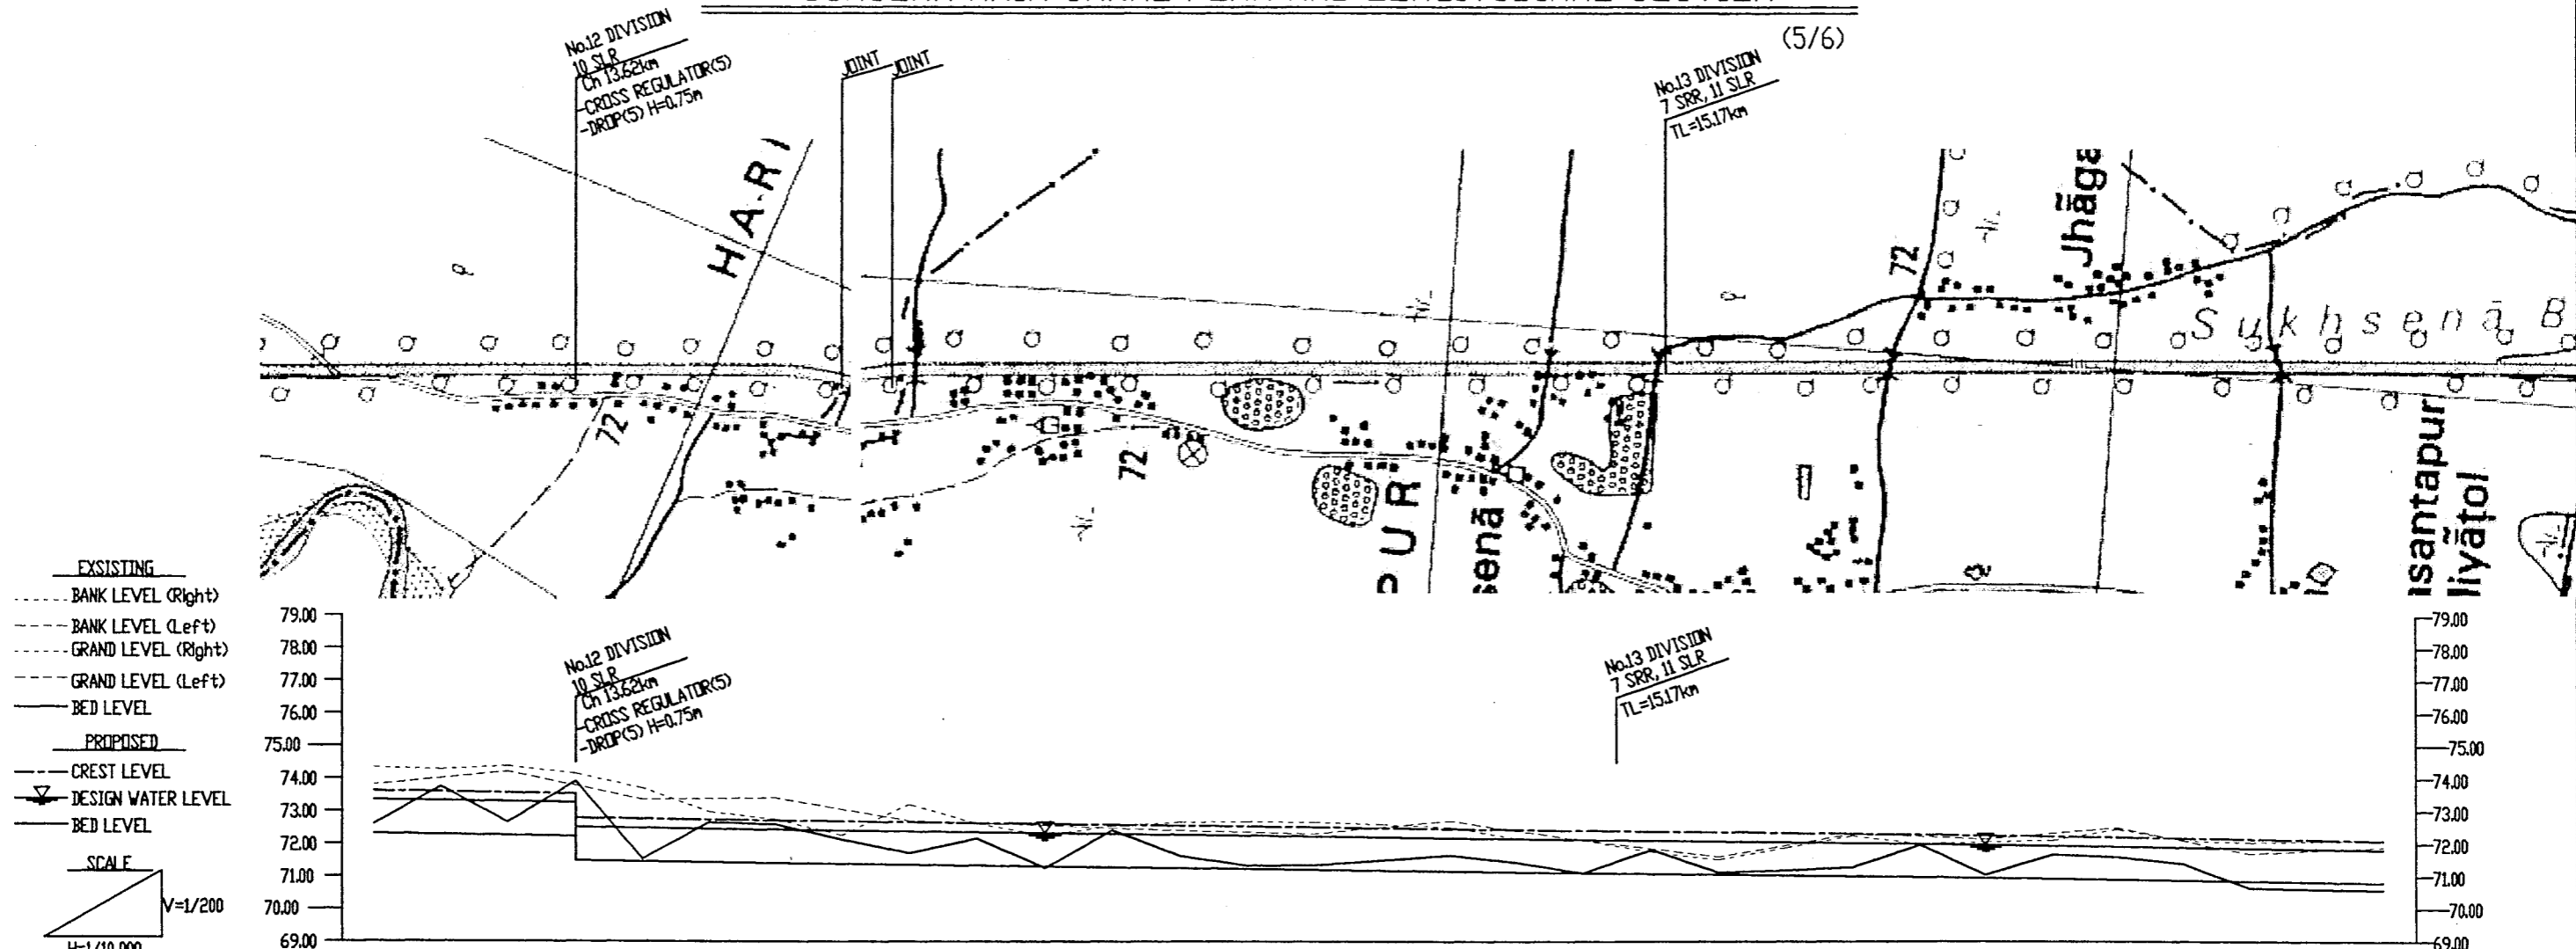 (5/6)
No.12 DIVISION
10 SLR
Ch 13.62km
-CROSS REGULATOR(5)
-DROP(5) H=0.75m
JOINT
JOINT
No.13 DIVISION
7 SRR, 11 SLR
TL=15.17km
HARI
Jhāga
72
Sukhsenā B
72
72
PUR
senā
isantapur
liyāṭol
EXSISTING
BANK LEVEL (Right)
BANK LEVEL (Left)
GRAND LEVEL (Right)
GRAND LEVEL (Left)
BED LEVEL
PROPOSED
CREST LEVEL
DESIGN WATER LEVEL
BED LEVEL
SCALE
V=1/200
H=1/10,000
79.00
78.00
77.00
76.00
75.00
74.00
73.00
72.00
71.00
70.00
69.00
No.12 DIVISION
10 SLR
Ch 13.62km
-CROSS REGULATOR(5)
-DROP(5) H=0.75m
No.13 DIVISION
7 SRR, 11 SLR
TL=15.17km
79.00
78.00
77.00
76.00
75.00
74.00
73.00
72.00
71.00
70.00
69.00